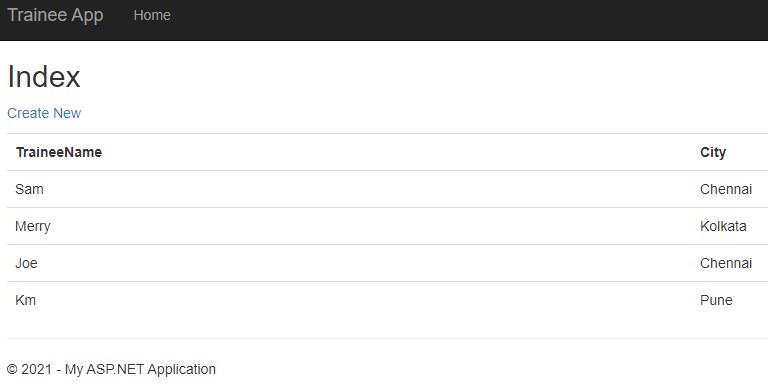 Trainee App Home
Index
Create New
TraineeName City
Sam Chennai
Merry Kolkata
Joe Chennai
Km Pune
© 2021 - My ASP.NET Application